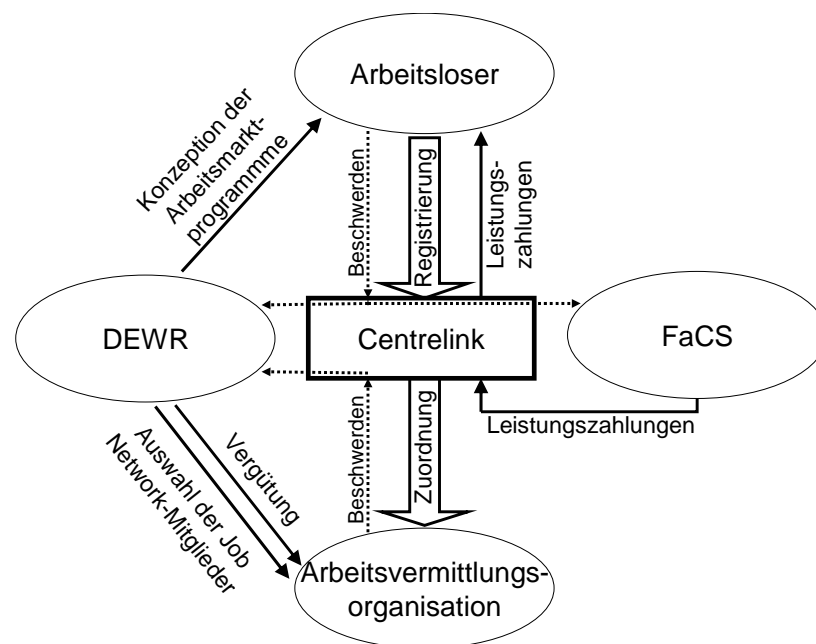 Arbeitsloser
Konzeption der
Arbeitsmarkt-
programmme
Beschwerden
Registrierung
Leistungs-
zahlungen
DEWR
Centrelink
FaCS
Leistungszahlungen
Auswahl der Job
Network-Mitglieder
Vergütung
Beschwerden
Zuordnung
Arbeitsvermittlungs-
organisation